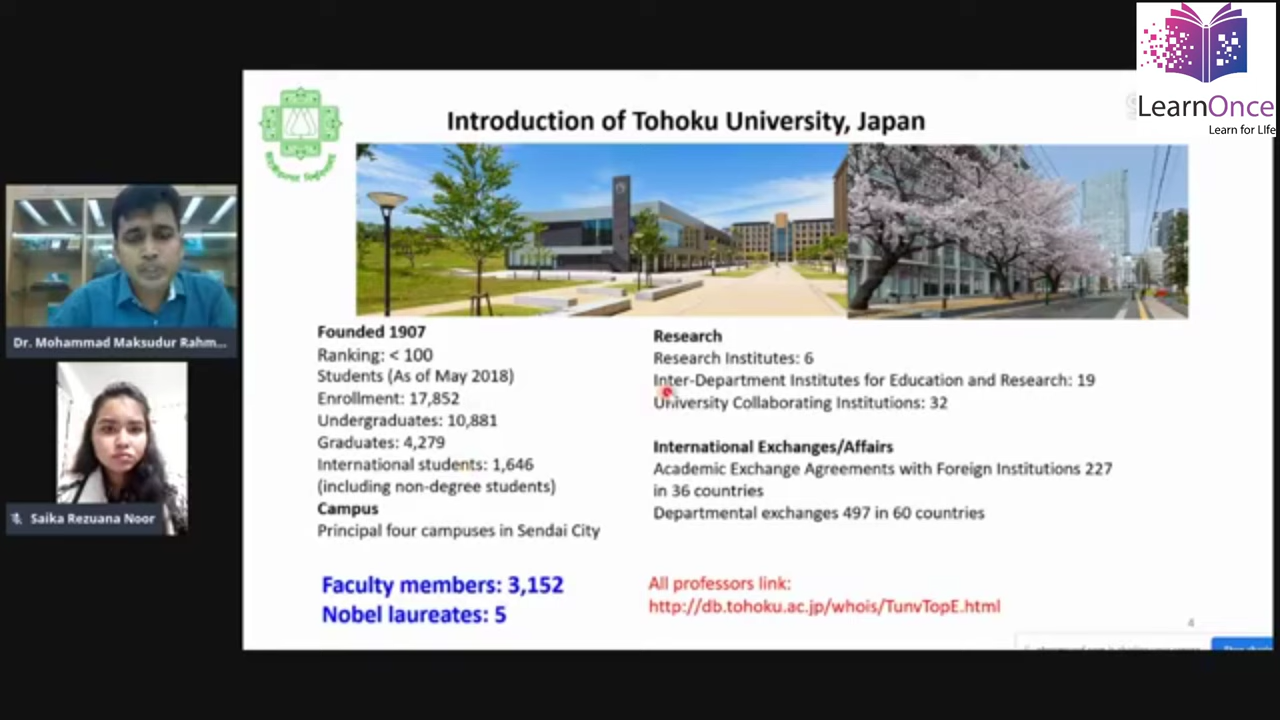 LearnOnce
Learn for LIfe
Introduction of Tohoku University, Japan
Dr. Mohammad Maksudur Rahm...
Saika Rezuana Noor
Founded 1907
Ranking: < 100
Students (As of May 2018)
Enrollment: 17,852
Undergraduates: 10,881
Graduates: 4,279
International students: 1,646
(including non-degree students)
Campus
Principal four campuses in Sendai City
Faculty members: 3,152
Nobel laureates: 5
Research
Research Institutes: 6
Inter-Department Institutes for Education and Research: 19
University Collaborating Institutions: 32
International Exchanges/Affairs
Academic Exchange Agreements with Foreign Institutions 227
in 36 countries
Departmental exchanges 497 in 60 countries
All professors link:
http://db.tohoku.ac.jp/whois/TunvTopE.html
4